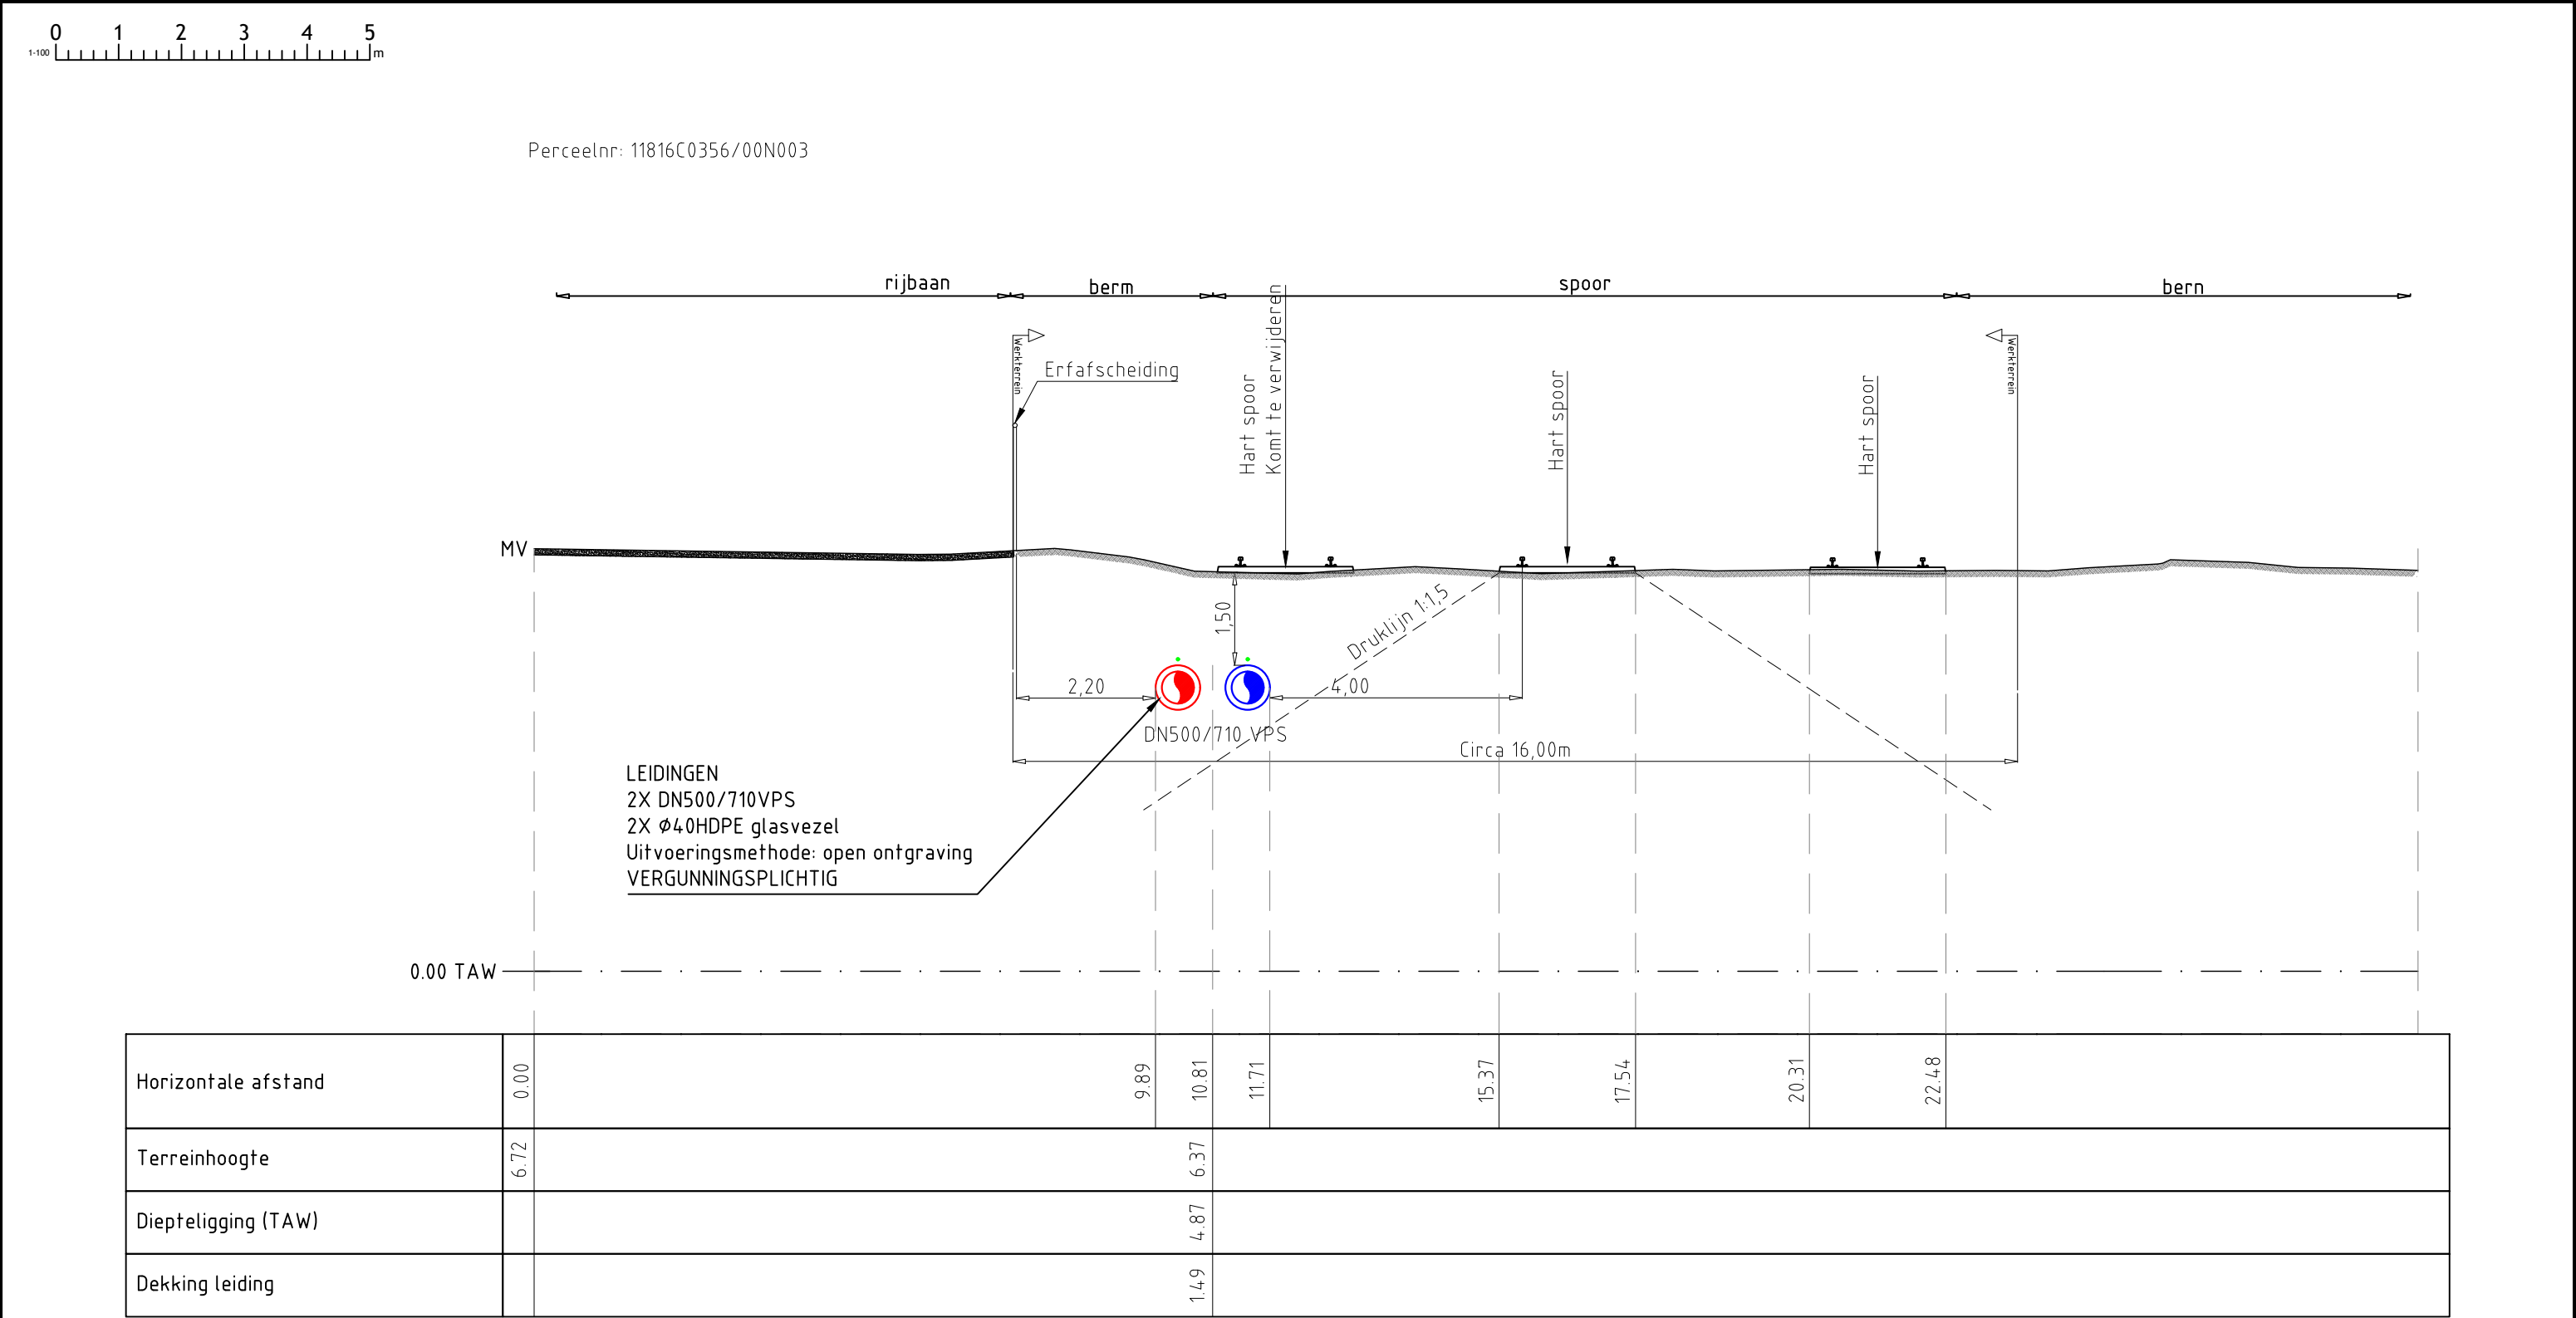 0 1 2 3 4 5
1-100 m
Perceelnr: 11816C0356/00N003
rijbaan berm spoor bern
Werkterrein
Werkterrein
Erfafscheiding
Hart spoor
Komt te verwijderen
Hart spoor
Hart spoor
MV
1,50
Druklijn 1:1,5
2,20
4,00
DN500/710 VPS
Circa 16,00m
LEIDINGEN
2X DN500/710VPS
2X Ø40HDPE glasvezel
Uitvoeringsmethode: open ontgraving
VERGUNNINGSPLICHTIG
0.00 TAW
Horizontale afstand 0.00 9.89 10.81 11.71 15.37 17.54 20.31 22.48
Terreinhoogte 6.72 6.37
Diepteligging (TAW) 4.87
Dekking leiding 1.49